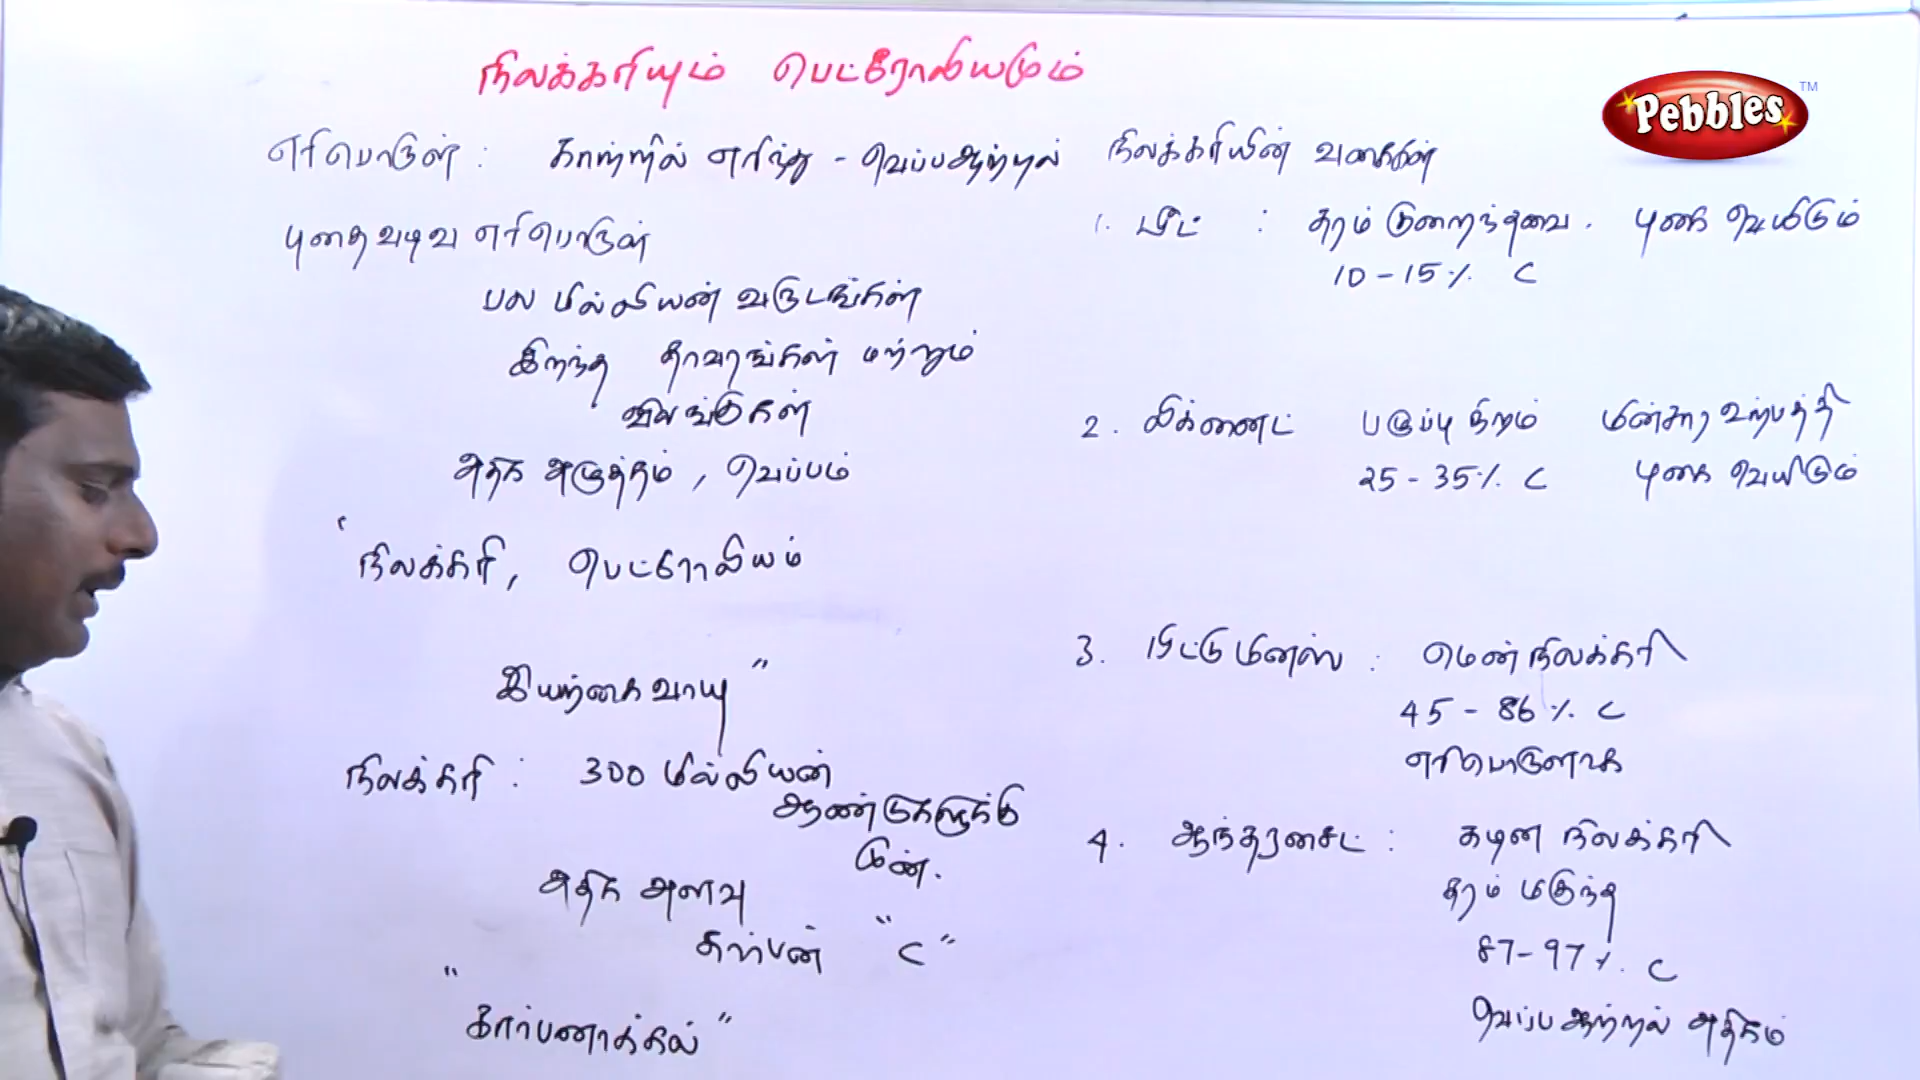 நிலக்கரியும் பெட்ரோலியமும்
Pebbles TM
எரிபொருள் : காற்றில் எரிந்து - வெப்பஆற்றல்
புதைவடிவ எரிபொருள்
பல மில்லியன் வருடங்கள்
இறந்த தாவரங்கள் மற்றும்
விலங்குகள்
அதிக அழுத்தம் , வெப்பம்
" நிலக்கரி, பெட்ரோலியம்
இயற்கை வாயு "
நிலக்கரி : 300 மில்லியன்
ஆண்டுகளுக்கு
முன்.
அதிக அளவு
கார்பன் " C "
" கார்பனாக்கல் "
நிலக்கரியின் வகைகள்
1. பீட் : தரம் குறைந்தவை . புகை வெயிடும்
10 - 15 % C
2 . லிக்னைட் பழுப்பு நிறம் மின்சார உற்பத்தி
25 - 35 % C புகை வெயிடும்
3 . பிட்டுமினஸ் : மென் நிலக்கரி
45 - 86 % C
எரிபொருளாக
4 . ஆந்தரசைட் : கடின நிலக்கரி
தரம் மிகுந்த
87 - 97 % C
வெப்ப ஆற்றல் அதிகம்